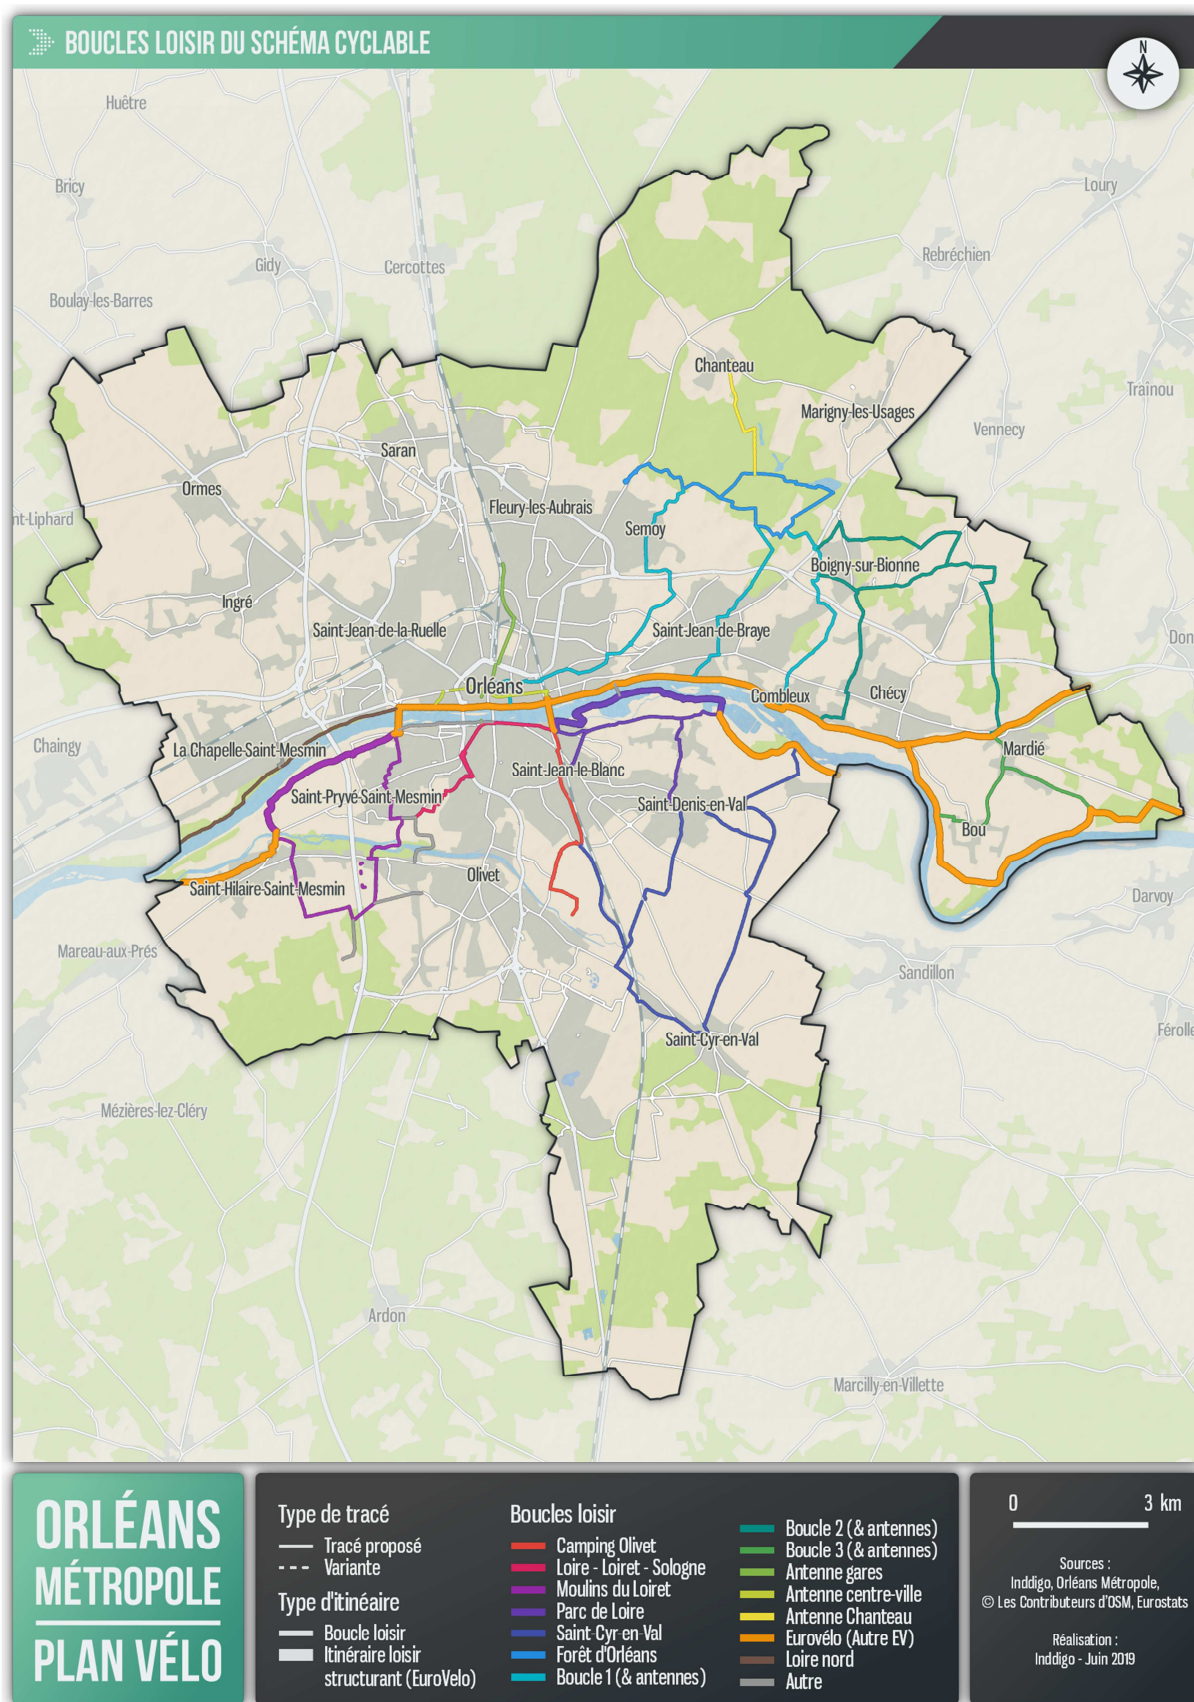 BOUCLES LOISIR DU SCHÉMA CYCLABLE
N
Huêtre
Bricy
Loury
Gidy
Cercottes
Rebréchien
Boulay-les-Barres
Chanteau
Traînou
Marigny-les-Usages
Vennecy
Saran
Ormes
Fleury-les-Aubrais
nt-Liphard
Semoy
Boigny-sur-Bionne
Ingré
Saint-Jean-de-la-Ruelle
Saint-Jean-de-Braye
Don
Orléans
Combleux
Chécy
Chaingy
La Chapelle-Saint-Mesmin
Mardié
Saint-Jean-le-Blanc
Saint-Pryvé-Saint-Mesmin
Saint-Denis-en-Val
Bou
Olivet
Saint-Hilaire-Saint-Mesmin
Darvoy
Mareau-aux-Prés
Sandillon
Férolle
Saint-Cyr-en-Val
Mézières-lez-Cléry
Ardon
Marcilly-en-Villette
ORLÉANS
MÉTROPOLE
PLAN VÉLO
Type de tracé
Tracé proposé
Variante
Type d'itinéaire
Boucle loisir
Itinéraire loisir
structurant (EuroVelo)
Boucles loisir
Camping Olivet
Loire - Loiret - Sologne
Moulins du Loiret
Parc de Loire
Saint-Cyr-en-Val
Forêt d'Orléans
Boucle 1 (& antennes)
Boucle 2 (& antennes)
Boucle 3 (& antennes)
Antenne gares
Antenne centre-ville
Antenne Chanteau
Eurovélo (Autre EV)
Loire nord
Autre
0 3 km
Sources :
Inddigo, Orléans Métropole,
© Les Contributeurs d'OSM, Eurostats
Réalisation :
Inddigo - Juin 2019